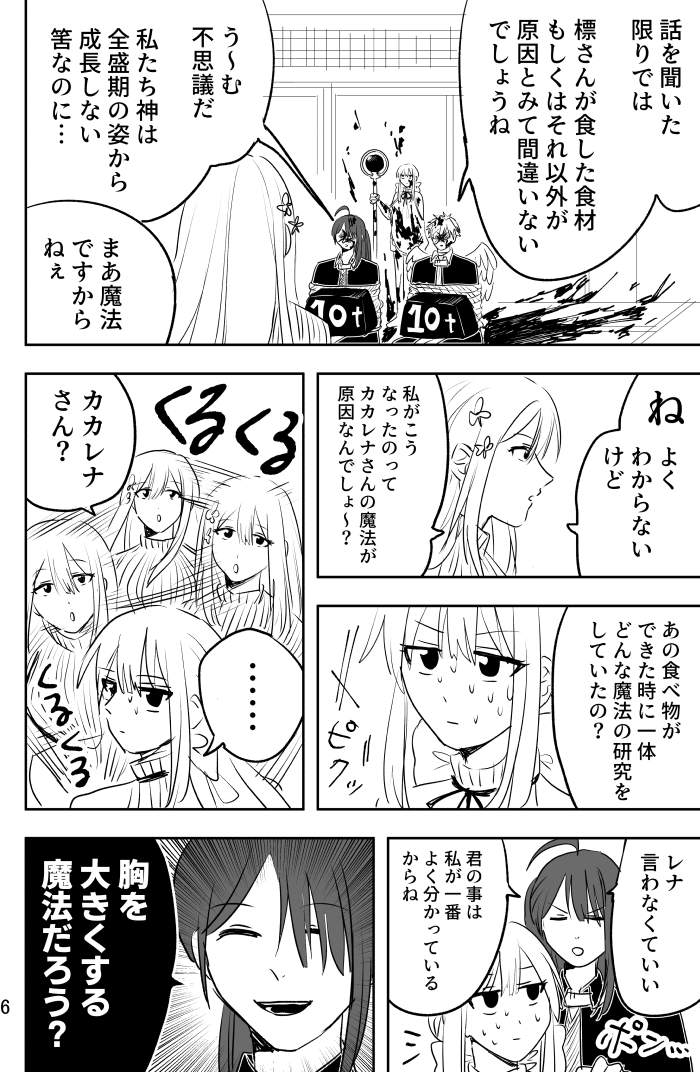 話を聞いた
限りでは
標さんが食した食材
もしくはそれ以外が
原因とみて間違いない
でしょうね
う～む
不思議だ
私たち神は
全盛期の姿から
成長しない
筈なのに…
まあ魔法
ですから
ねぇ
10t
10t
ね
よく
わからない
けど
私がこう
なったのって
カカレナさんの魔法が
原因なんでしょ～？
あの食べ物が
できた時に一体
どんな魔法の研究を
していたの？
ピク
くるくる
カカレナ
さん？
・・・・・
くるくる
レナ
言わなくていい
君の事は
私が一番
よく分かっている
からね
ポン…
胸を
大きくする
魔法だろう？
6